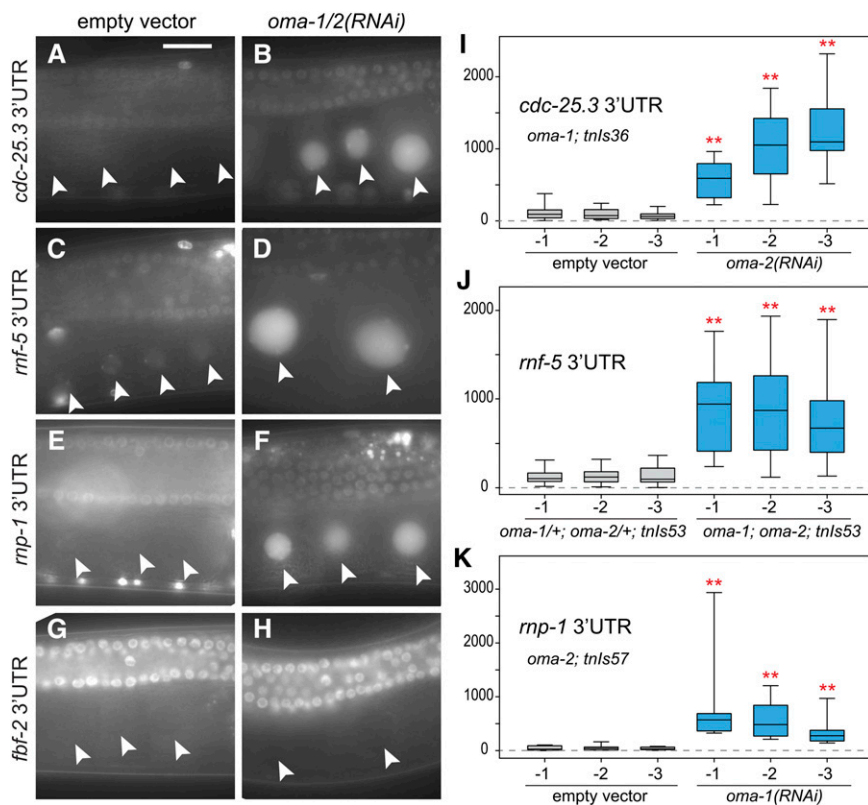 empty vector
oma-1/2(RNAi)
A
B
cdc-25.3 3'UTR
C
D
rnf-5 3'UTR
E
F
rnp-1 3'UTR
G
H
fbf-2 3'UTR
I
cdc-25.3 3'UTR
oma-1; tnIs36
2000
1000
0
**
**
**
-1 -2 -3 -1 -2 -3
empty vector oma-2(RNAi)
J
rnf-5 3'UTR
2000
1000
0
** ** **
-1 -2 -3 -1 -2 -3
oma-1/+; oma-2/+; tnIs53 oma-1; oma-2; tnIs53
K
rnp-1 3'UTR
oma-2; tnIs57
3000
2000
1000
500
0
**
**
**
-1 -2 -3 -1 -2 -3
empty vector oma-1(RNAi)